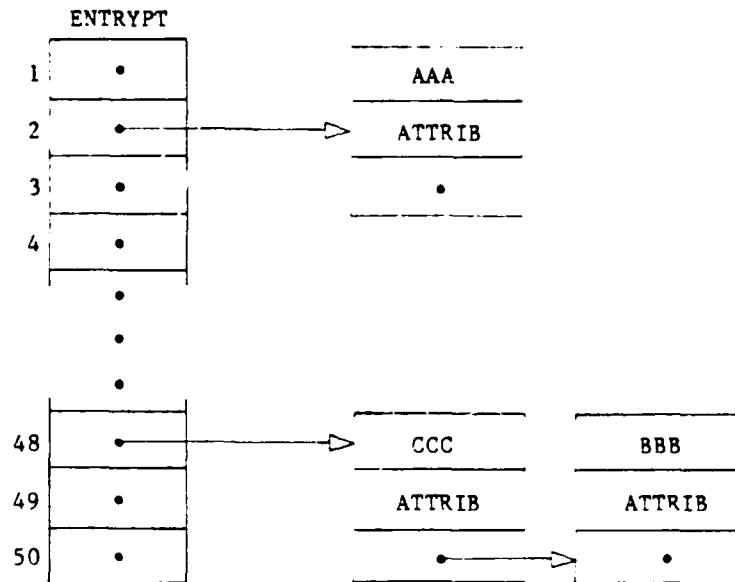 ENTRYPT
1
AAA
2
ATTRIB
3
4
48
CCC
BBB
49
ATTRIB
ATTRIB
50